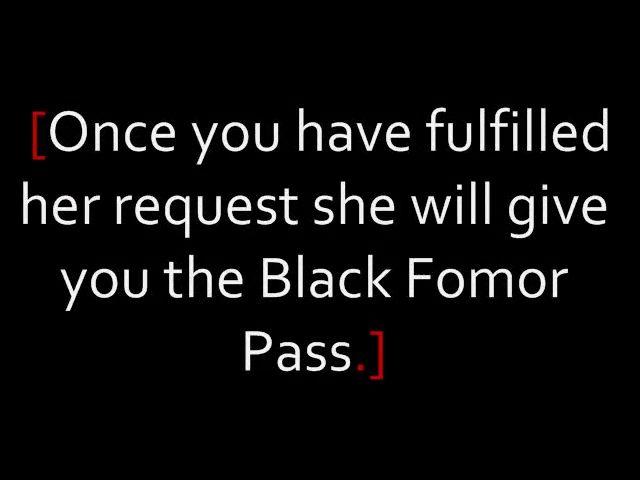 [Once you have fulfilled
her request she will give
you the Black Fomor
Pass.]